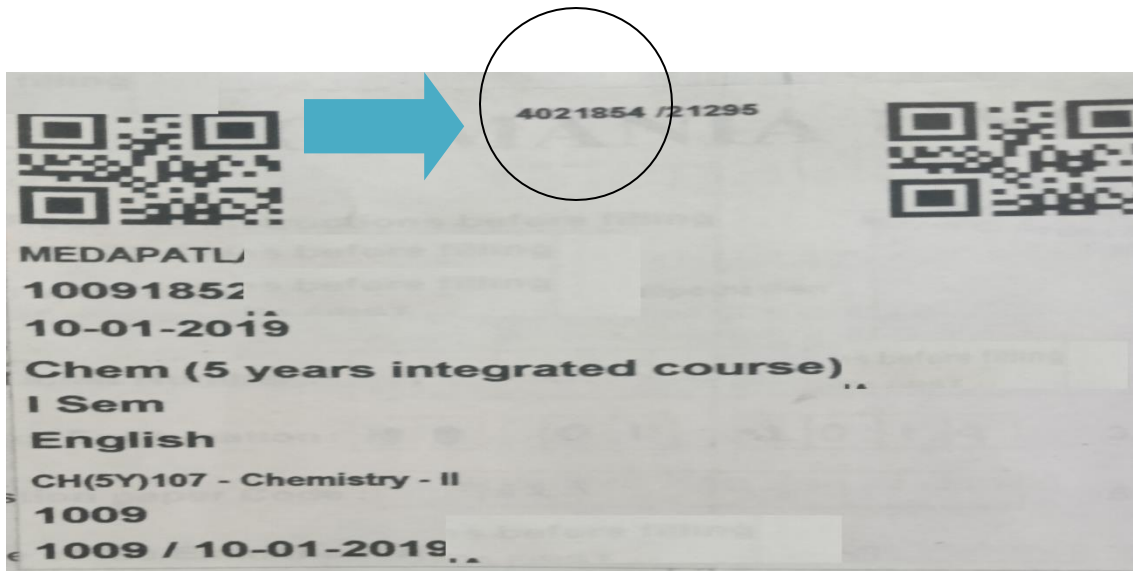 4021854 /21295
MEDAPATL
10091852
10-01-2019
Chem (5 years integrated course)
I Sem
English
CH(5Y)107 - Chemistry - II
1009
1009 / 10-01-2019